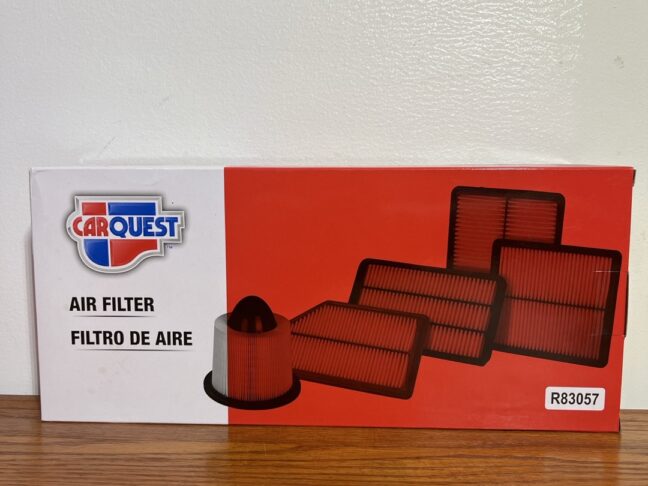 CARQUEST
AIR FILTER
FILTRO DE AIRE
R83057